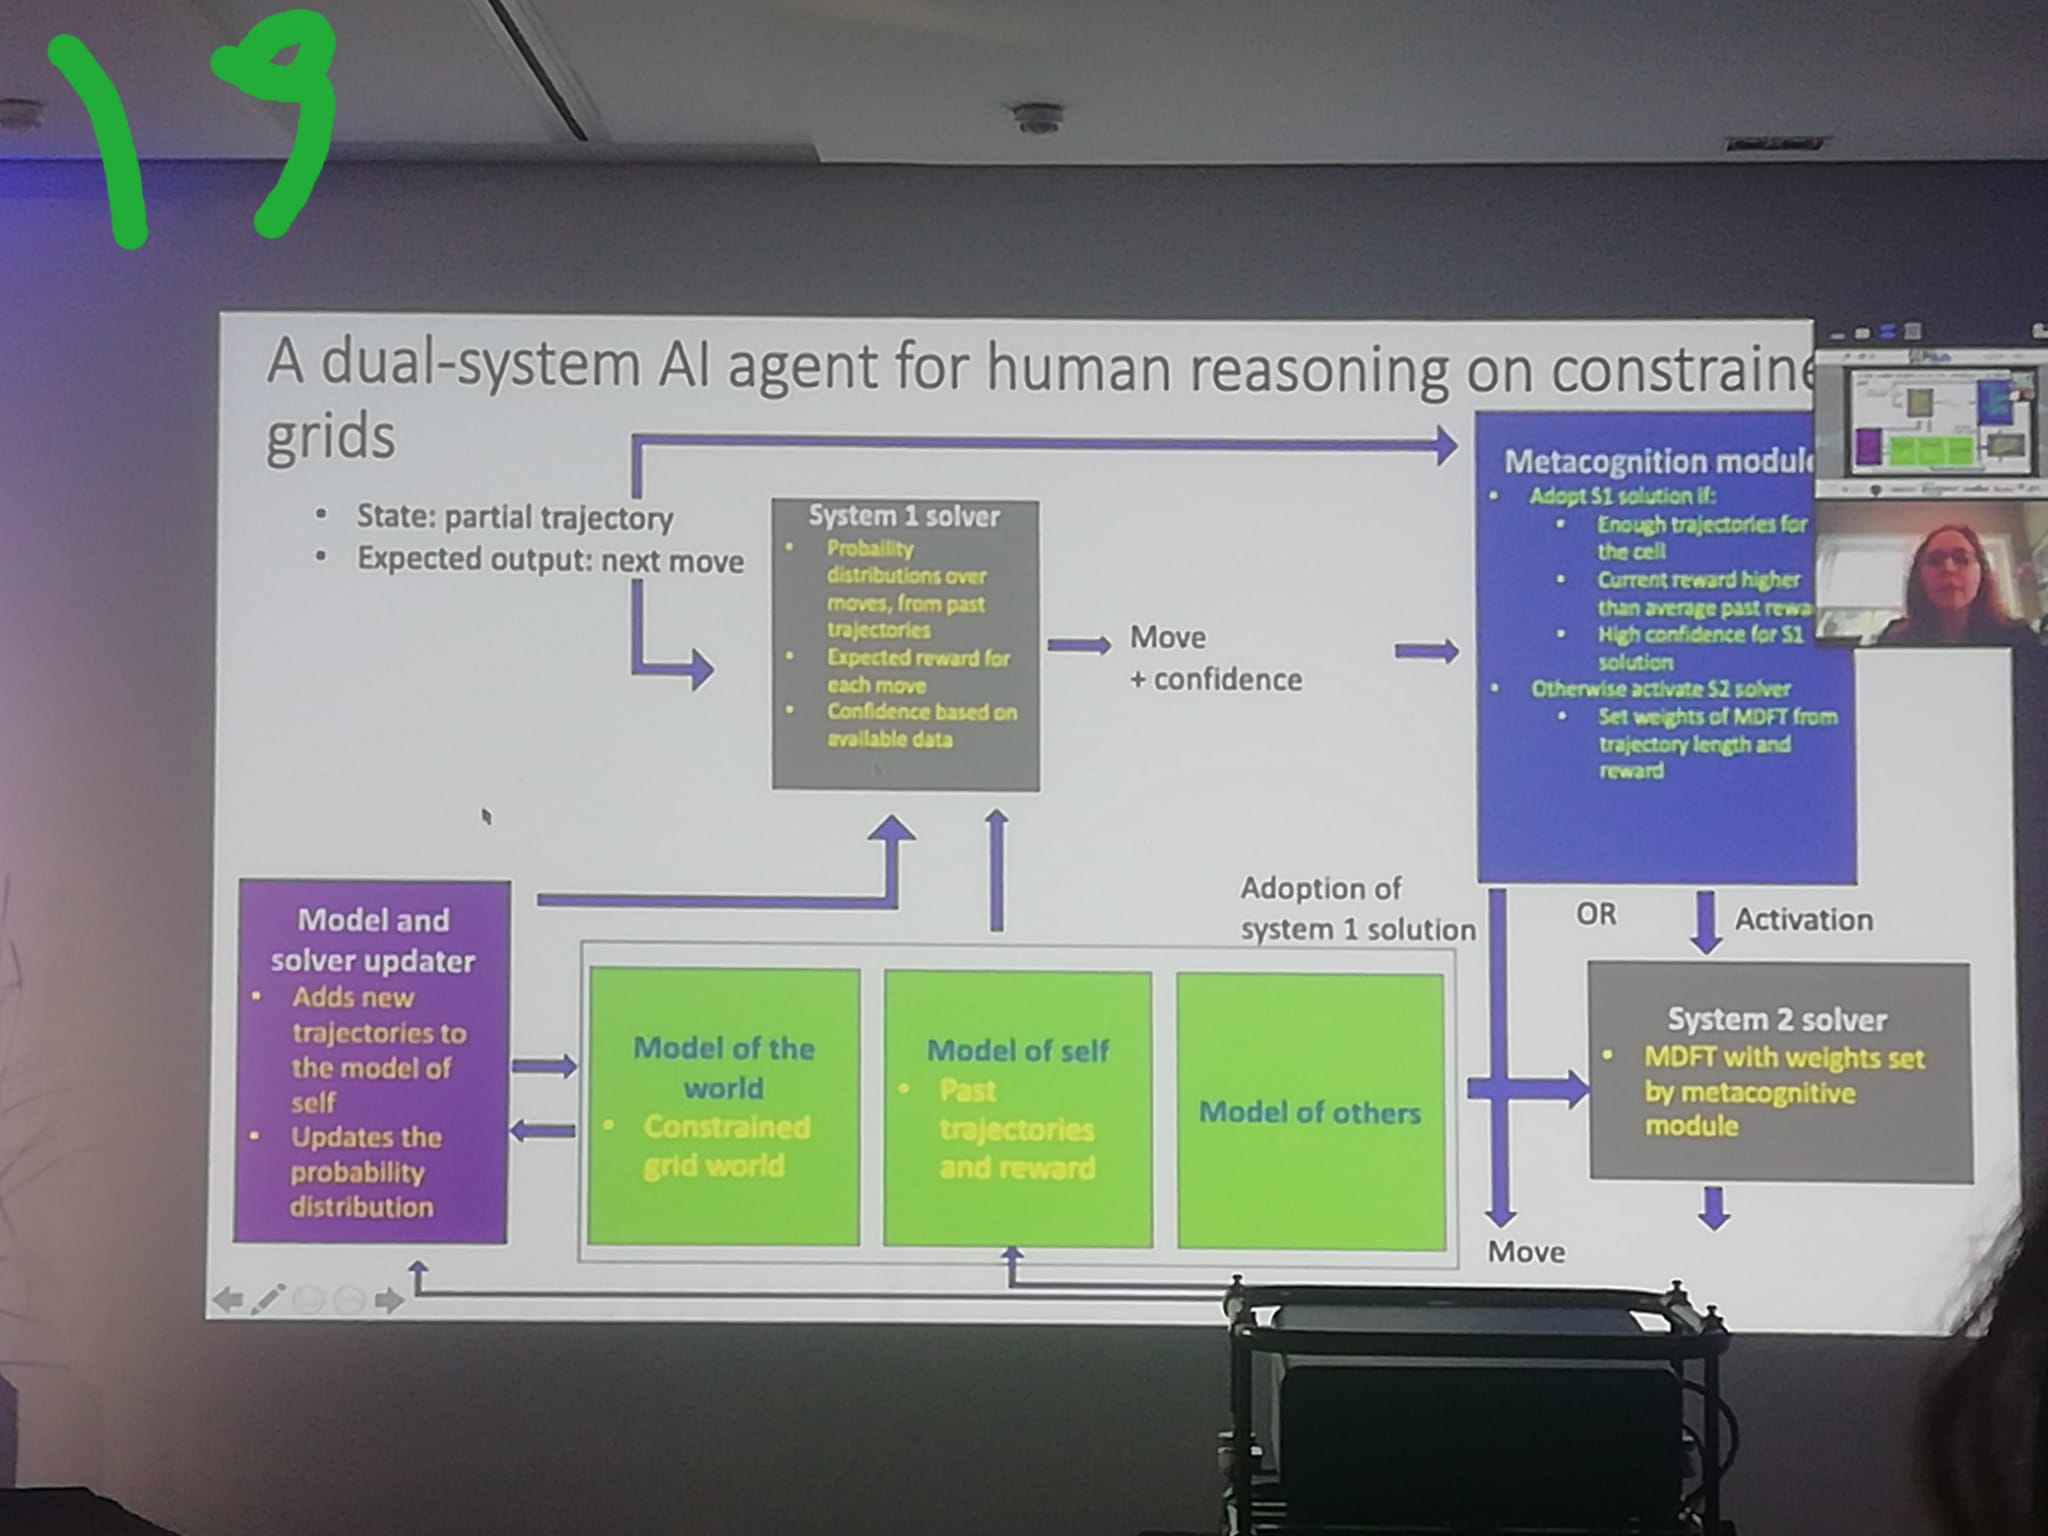 ۱۹
A dual-system AI agent for human reasoning on constraine
grids
• State: partial trajectory
• Expected output: next move
System 1 solver
• Probaility
distributions over
moves, from past
trajectories
• Expected reward for
each move
• Confidence based on
available data
Move
+ confidence
Metacognition modul
• Adopt S1 solution if:
• Enough trajectories for
the cell
• Current reward higher
than average past rewa
• High confidence for S1
solution
• Otherwise activate S2 solver
• Set weights of MDFT from
trajectory length and
reward
Model and
solver updater
• Adds new
trajectories to
the model of
self
• Updates the
probability
distribution
Model of the
world
• Constrained
grid world
Model of self
• Past
trajectories
and reward
Model of others
Adoption of
system 1 solution
OR
Activation
System 2 solver
• MDFT with weights set
by metacognitive
module
Move